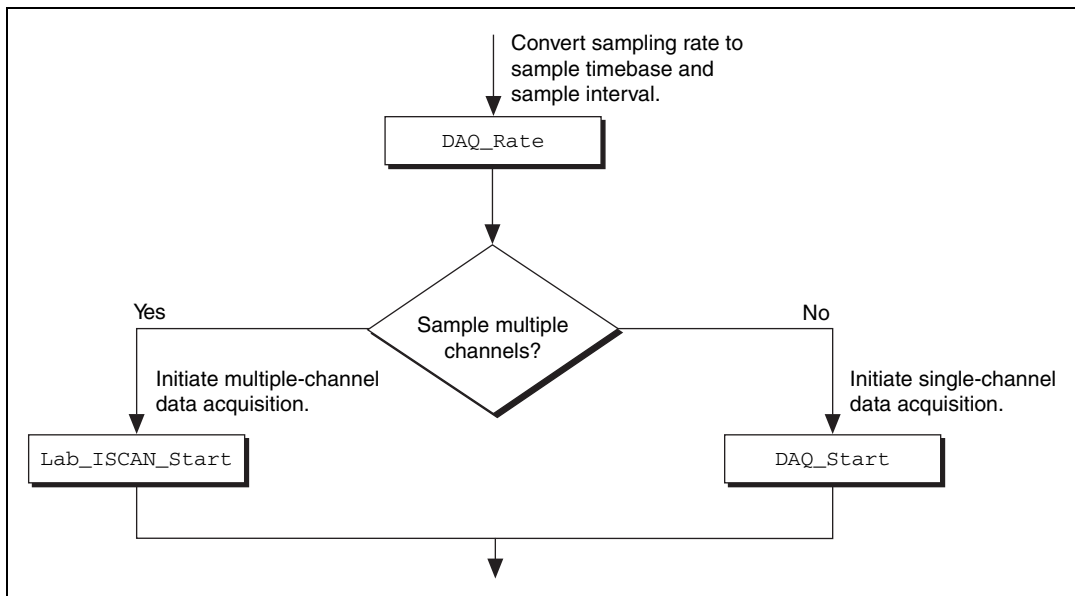 Convert sampling rate to
sample timebase and
sample interval.
DAQ_Rate
Sample multiple
channels?
Yes
No
Initiate multiple-channel
data acquisition.
Initiate single-channel
data acquisition.
Lab_ISCAN_Start
DAQ_Start